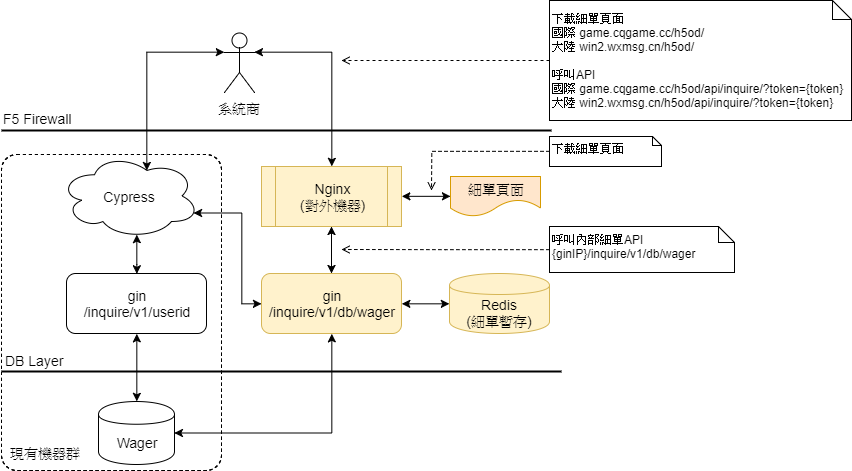 下載細單頁面
國際 game.cqgame.cc/h5od/
大陸 win2.wxmsg.cn/h5od/
呼叫API
國際 game.cqgame.cc/h5od/api/inquire/?token={token}
大陸 win2.wxmsg.cn/h5od/api/inquire/?token={token}
系統商
F5 Firewall
下載細單頁面
Cypress
Nginx
(對外機器)
細單頁面
呼叫內部細單API
{ginIP}/inquire/v1/db/wager
gin
/inquire/v1/userid
gin
/inquire/v1/db/wager
Redis
(細單暫存)
DB Layer
Wager
現有機器群